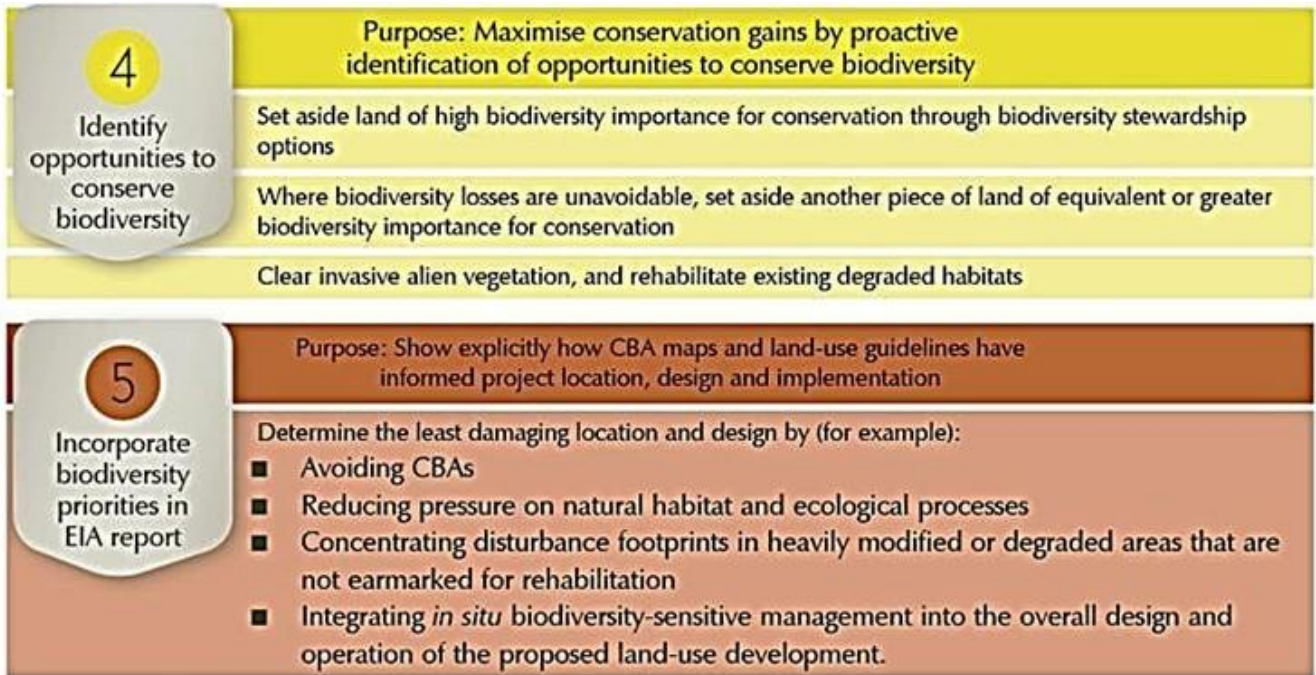 4
Identify
opportunities to
conserve
biodiversity
Purpose: Maximise conservation gains by proactive
identification of opportunities to conserve biodiversity
Set aside land of high biodiversity importance for conservation through biodiversity stewardship
options
Where biodiversity losses are unavoidable, set aside another piece of land of equivalent or greater
biodiversity importance for conservation
Clear invasive alien vegetation, and rehabilitate existing degraded habitats
5
Incorporate
biodiversity
priorities in
EIA report
Purpose: Show explicitly how CBA maps and land-use guidelines have
informed project location, design and implementation
Determine the least damaging location and design by (for example):
■ Avoiding CBAs
■ Reducing pressure on natural habitat and ecological processes
■ Concentrating disturbance footprints in heavily modified or degraded areas that are
not earmarked for rehabilitation
■ Integrating in situ biodiversity-sensitive management into the overall design and
operation of the proposed land-use development.